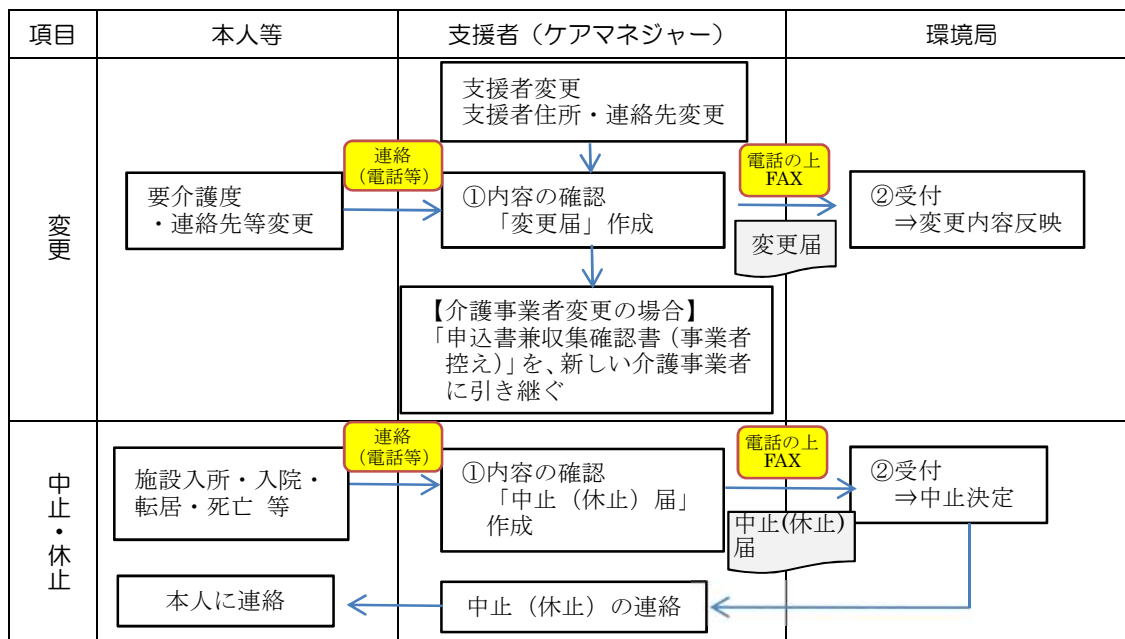 項目
本人等
支援者（ケアマネジャー）
環境局
変更
支援者変更
支援者住所・連絡先変更
連絡
（電話等）
電話の上
FAX
要介護度
・連絡先等変更
①内容の確認
「変更届」作成
変更届
②受付
⇒変更内容反映
【介護事業者変更の場合】
「申込書兼収集確認書（事業者
控え）」を、新しい介護事業者
に引き継ぐ
中止・休止
連絡
（電話等）
電話の上
FAX
施設入所・入院・
転居・死亡 等
①内容の確認
「中止（休止）届」
作成
中止(休止)
届
②受付
⇒中止決定
本人に連絡
中止（休止）の連絡